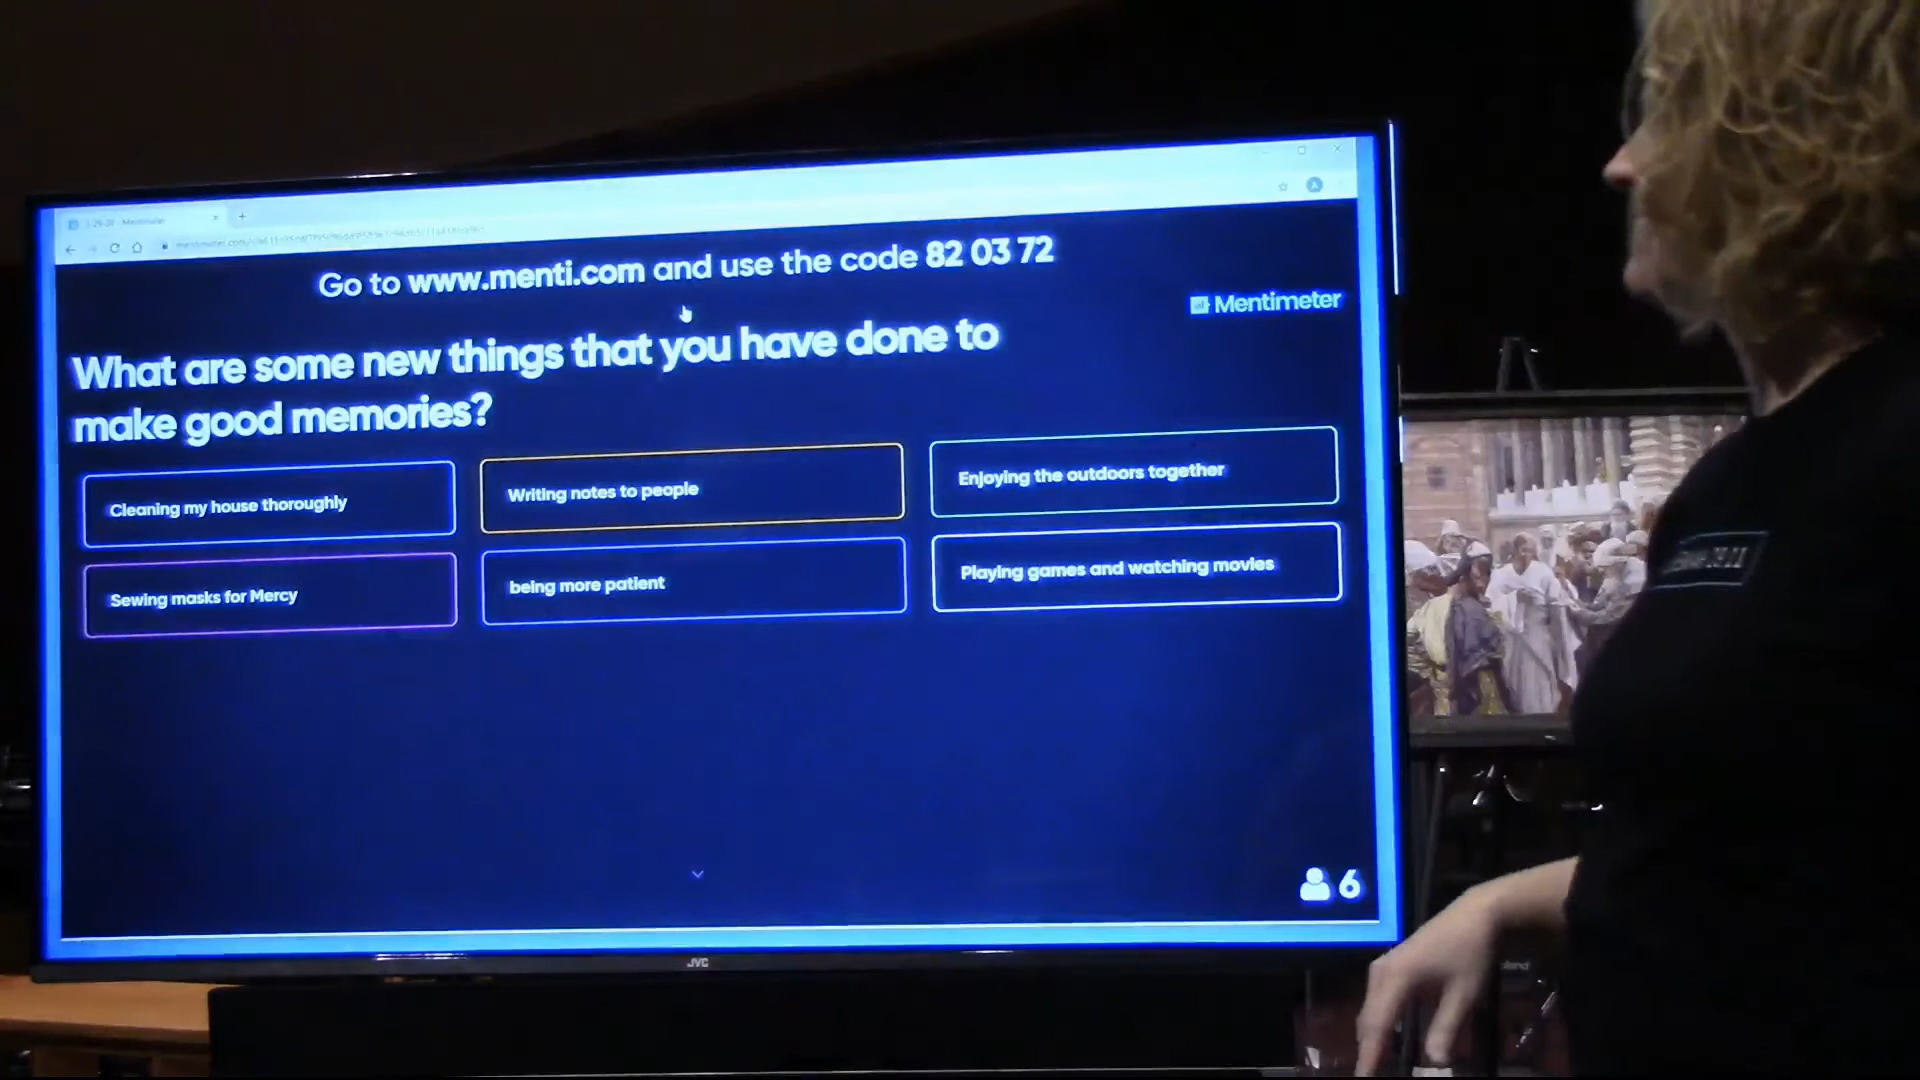 Go to www.menti.com and use the code 82 03 72
Mentimeter
What are some new things that you have done to
make good memories?
Cleaning my house thoroughly
Writing notes to people
Enjoying the outdoors together
Sewing masks for Mercy
being more patient
Playing games and watching movies
6
JVC